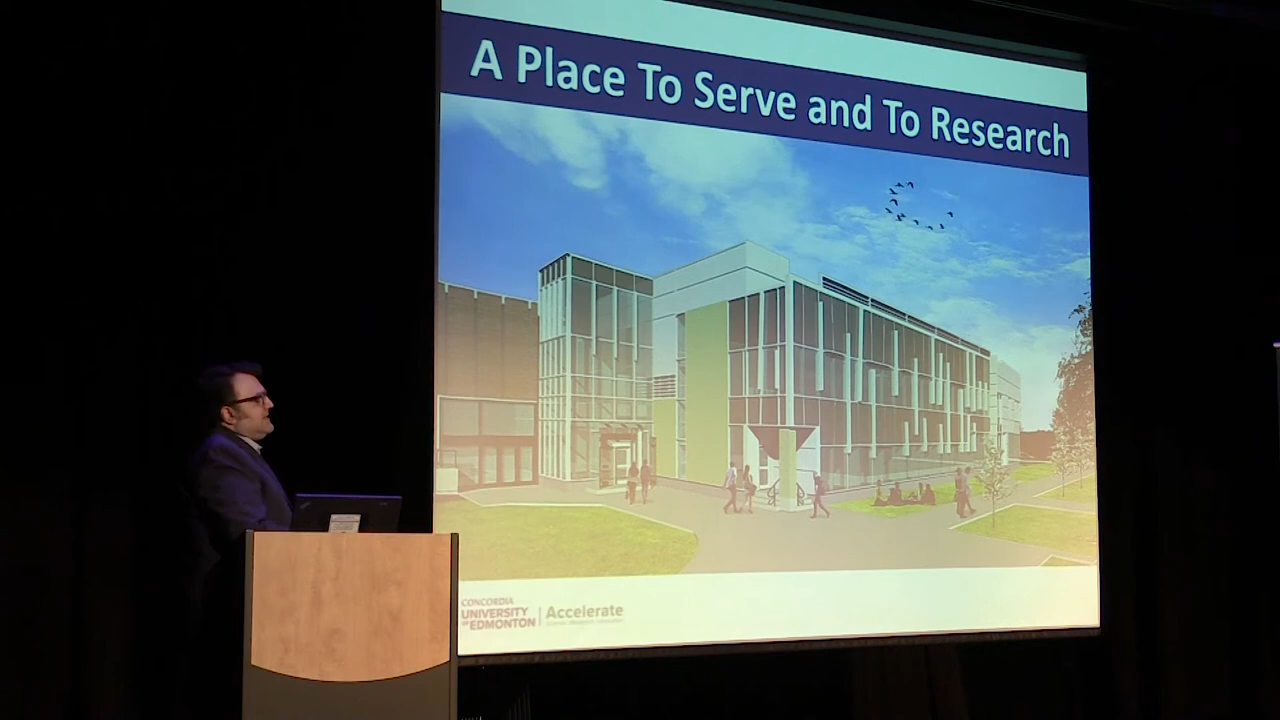 A Place To Serve and To Research
CONCORDIA
UNIVERSITY
OF EDMONTON
Accelerate